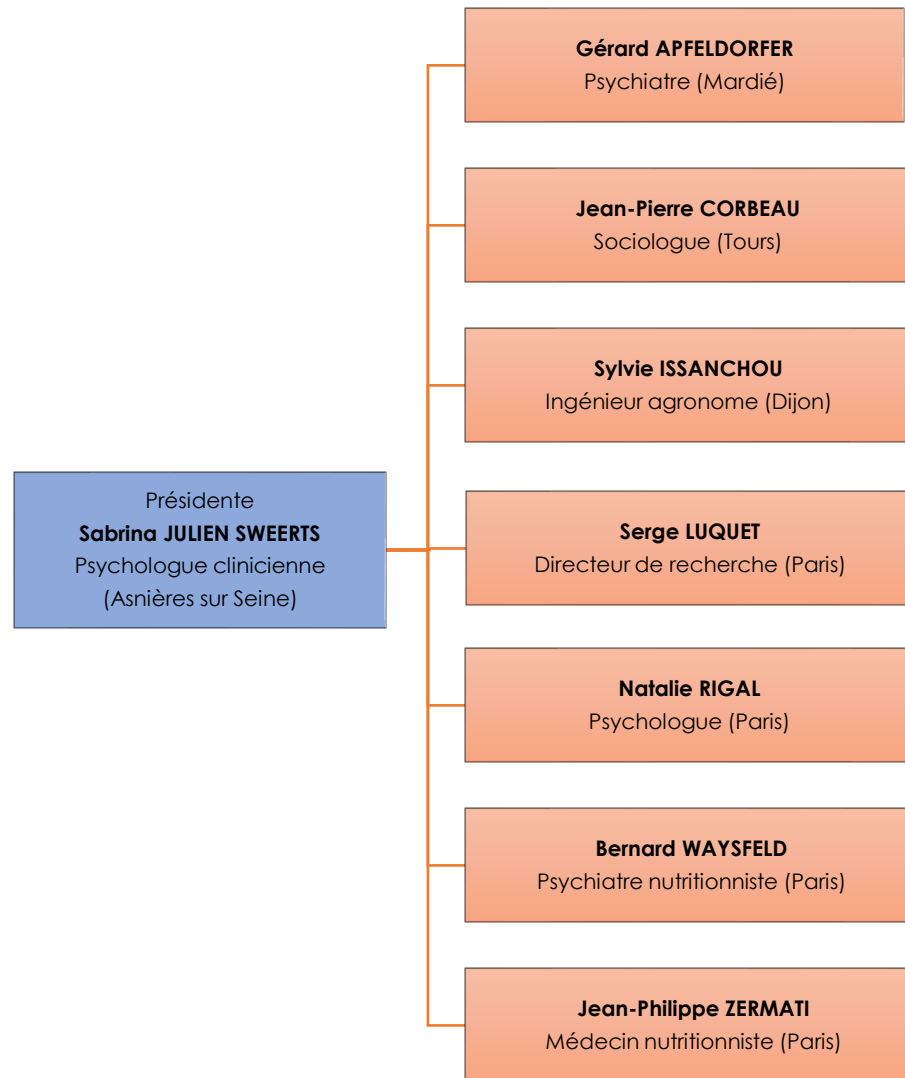 Gérard APFELDORFER
Psychiatre (Mardié)
Jean-Pierre CORBEAU
Sociologue (Tours)
Sylvie ISSANCHOU
Ingénieur agronome (Dijon)
Présidente
Sabrina JULIEN SWEERTS
Psychologue clinicienne
(Asnières sur Seine)
Serge LUQUET
Directeur de recherche (Paris)
Natalie RIGAL
Psychologue (Paris)
Bernard WAYSFELD
Psychiatre nutritionniste (Paris)
Jean-Philippe ZERMATI
Médecin nutritionniste (Paris)